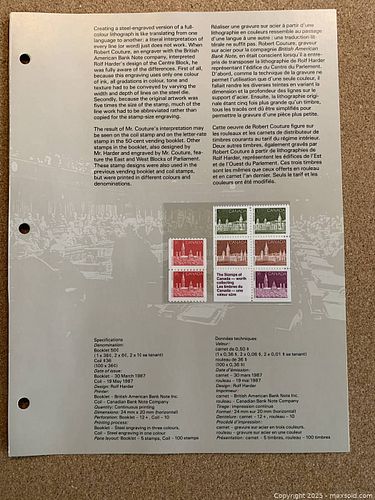 Creating a steel-engraved version of a full-
colour lithograph is like translating from one
language to another; a literal interpretation of
every line (or word) just does not work. When
Robert Couture, an engraver with the British
American Bank Note Company, interpreted
Rolf Harder's design of the Centre Block, he
was fully aware of the differences. First of all,
because this engraving uses only one colour
of ink, all gradations in colour, tone and
texture had to be conveyed by varying the
width and depth of lines on the steel die.
Secondly, because the original artwork was
five times the size of the stamp, much of the
line work had to be abbreviated rather than
copied for the stamp-size engraving.
The result of Mr. Couture's interpretation may
be seen on the coil stamp and on the letter-rate
stamp in the 50-cent vending booklet. Other
stamps in the booklet, also designed by
Mr. Harder and engraved by Mr. Couture, fea-
ture the East and West Blocks of Parliament.
These stamp designs were also used in the
previous vending booklet and coil stamps,
but were printed in different colours and
denominations.
Réaliser une gravure sur acier à partir d'une
lithographie en couleurs ressemble au passage
d'une langue à une autre : une traduction lit-
térale ne suffit pas. Robert Couture, graveur
sur acier pour la compagnie British American
Bank Note, en était conscient lorsqu'il a entre-
pris de transposer la lithographie de Rolf Harder
représentant l'édifice du Centre du Parlement.
D'abord, comme la technique de la gravure ne
permet l'utilisation que d'une seule couleur, il
fallait rendre les diverses teintes en variant la
dimension et la profondeur des lignes sur le
support d'acier. Ensuite, la lithographie origi-
nale étant cinq fois plus grande qu'un timbre,
tous les tracés ont dû être simplifiés pour
permettre la gravure d'une pièce plus petite.
Cette oeuvre de Robert Couture figure sur
les rouleaux et les carnets de distributeur de
timbres courants au tarif du régime intérieur.
Deux autres timbres, également gravés par
Robert Couture à partir de lithographies de
Rolf Harder, représentent les édifices de l'Est
et de l'Ouest du Parlement. Ces trois timbres
sont les mêmes que ceux offerts en rouleau
et en carnet l'an dernier. Seuls le tarif et les
couleurs ont été modifiés.
CANADA
CANADA
The Stamps of
Canada — worth
collecting
Les timbres du
Canada — une
valeur sûre
Specifications
Denomination:
Booklet 50¢
(1 x 36¢, 2 x 6¢, 2 x 1¢ se tenant)
Coil $36
(100 x 36¢)
Date of issue:
Booklet – 30 March 1987
Coil – 19 May 1987
Design: Rolf Harder
Printer:
Booklet – British American Bank Note Inc.
Coil – Canadian Bank Note Company
Quantity: Continuous printing
Dimensions: 24 mm x 20 mm (horizontal)
Perforation: Booklet – 12+, Coil – 10
Printing process:
Booklet – Steel engraving in three colours,
Coil – Steel engraving in one colour
Pane layout: Booklet – 5 stamps, Coil – 100 stamps
Données techniques
Valeur:
carnet de 0,50 $
(1 x 0,36 $, 2 x 0,06 $, 2 x 0,01 $ se tenant)
rouleau de 36 $
(100 x 0,36 $)
Date d'émission:
carnet – 30 mars 1987
rouleau – 19 mai 1987
Design: Rolf Harder
Imprimeur:
carnet – British American Bank Note Inc.
rouleau – Canadian Bank Note Company
Tirage: impression continue
Format: 24 mm sur 20 mm (horizontal)
Dentelure: carnet – 12+, rouleau – 10
Procédé d'impression:
carnet – gravure sur acier en trois couleurs,
rouleau – gravure sur acier en une couleur
Présentation: carnet – 5 timbres, rouleau – 100 timbres
Copyright 2025 - maxsold.com